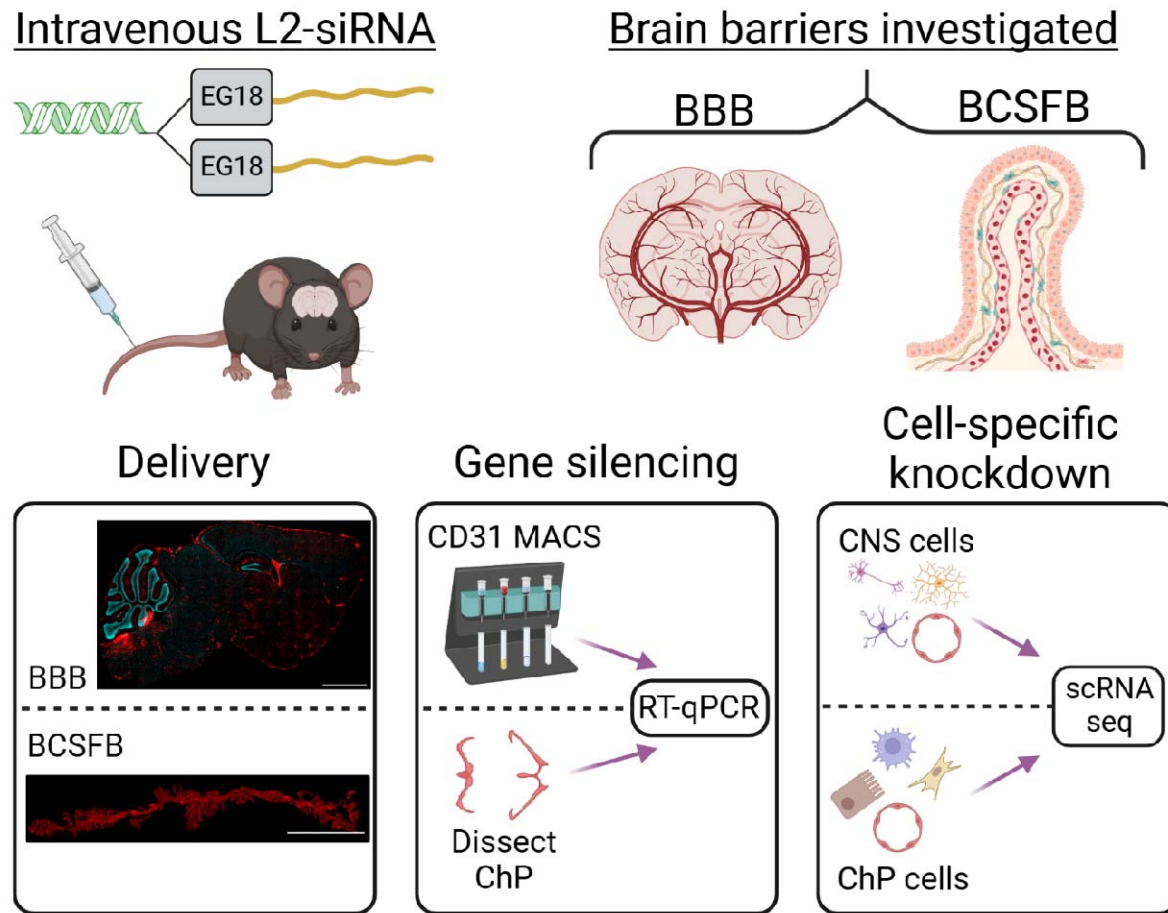 Intravenous L2-siRNA
EG18
EG18
Brain barriers investigated
BBB
BCSFB
Delivery
BBB
BCSFB
Gene silencing
CD31 MACS
RT-qPCR
Dissect
ChP
Cell-specific
knockdown
CNS cells
scRNA
seq
ChP cells